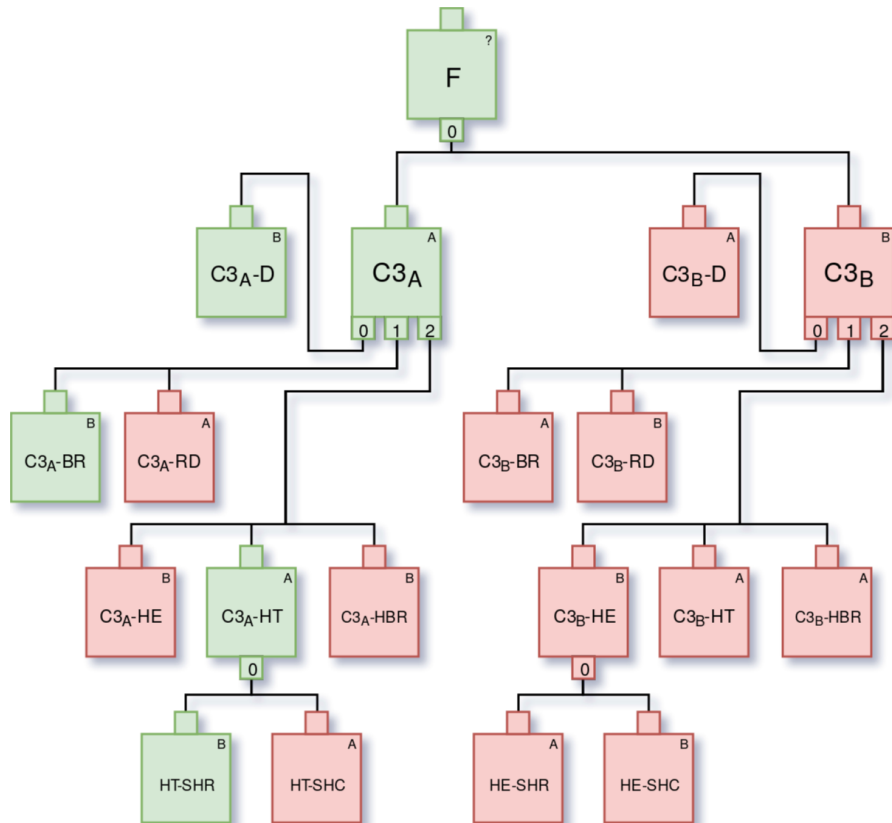 ?
F
0
B
C3A-D
A
C3A
0 1 2
A
C3B-D
B
C3B
0 1 2
B
C3A-BR
A
C3A-RD
A
C3B-BR
B
C3B-RD
B
C3A-HE
A
C3A-HT
0
B
C3A-HBR
B
C3B-HE
0
A
C3B-HT
A
C3B-HBR
B
HT-SHR
A
HT-SHC
A
HE-SHR
B
HE-SHC